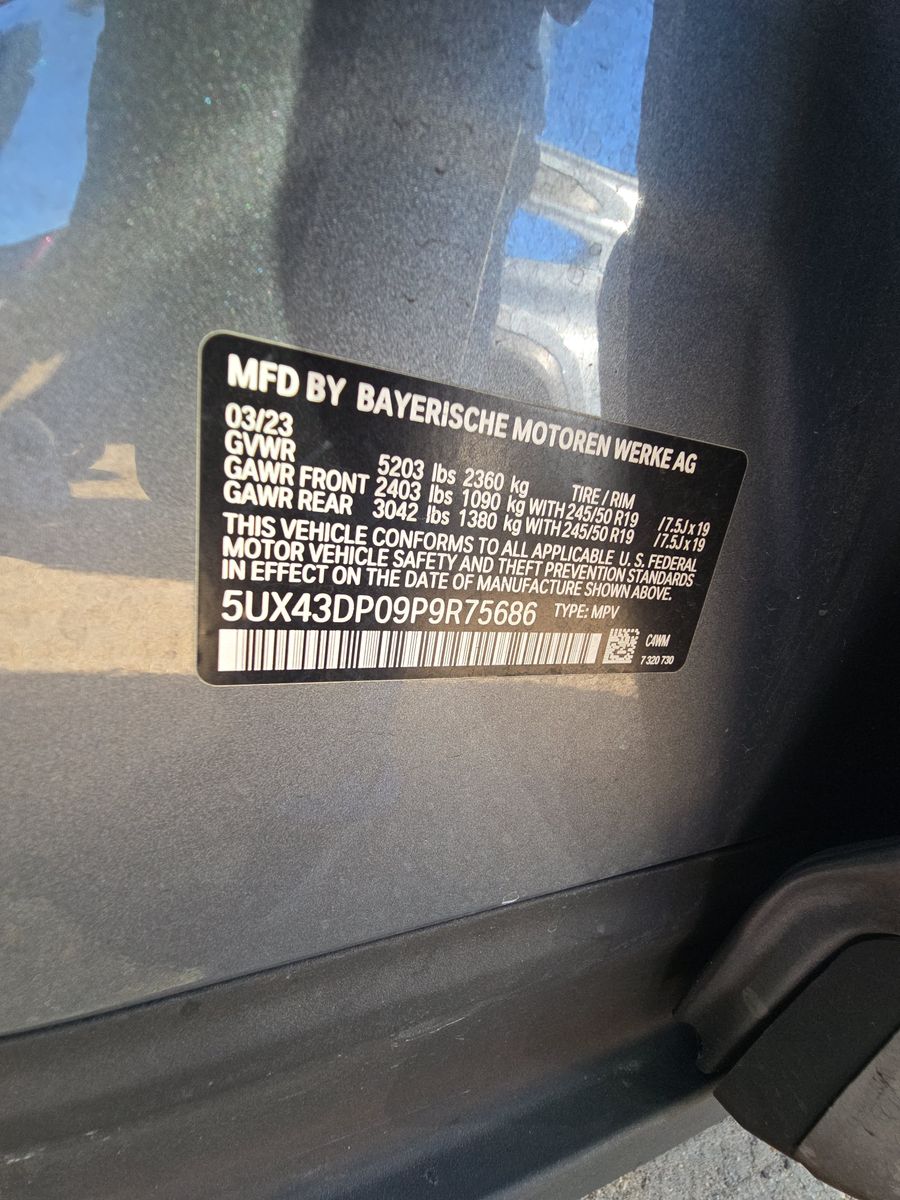 MFD BY BAYERISCHE MOTOREN WERKE AG
03/23
GVWR 5203 lbs 2360 kg TIRE / RIM
GAWR FRONT 2403 lbs 1090 kg WITH 245/50 R19 /7.5J x 19
GAWR REAR 3042 lbs 1380 kg WITH 245/50 R19 /7.5J x 19
THIS VEHICLE CONFORMS TO ALL APPLICABLE U. S. FEDERAL
MOTOR VEHICLE SAFETY AND THEFT PREVENTION STANDARDS
IN EFFECT ON THE DATE OF MANUFACTURE SHOWN ABOVE.
5UX43DP09P9R75686 TYPE: MPV
C4WM
7 320 730